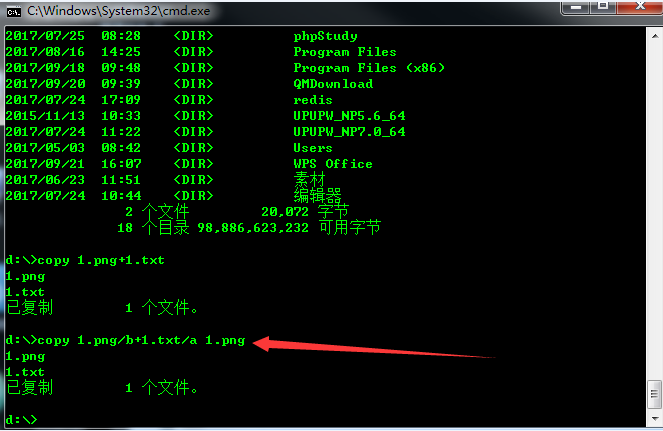 C:\Windows\System32\cmd.exe
2017/07/25  08:28    <DIR>          phpStudy
2017/08/16  14:25    <DIR>          Program Files
2017/09/18  09:48    <DIR>          Program Files (x86)
2017/09/20  09:39    <DIR>          QMDownload
2017/07/24  17:09    <DIR>          redis
2015/11/13  10:33    <DIR>          UPUPW_NP5.6_64
2017/07/24  11:22    <DIR>          UPUPW_NP7.0_64
2017/05/03  08:42    <DIR>          Users
2017/09/21  16:07    <DIR>          WPS Office
2017/06/23  11:51    <DIR>          素材
2017/07/24  10:44    <DIR>          编辑器
2 个文件         20,072 字节
18 个目录 98,886,623,232 可用字节
d:\>copy 1.png+1.txt
1.png
1.txt
已复制         1 个文件。
d:\>copy 1.png/b+1.txt/a 1.png
1.png
1.txt
已复制         1 个文件。
d:\>